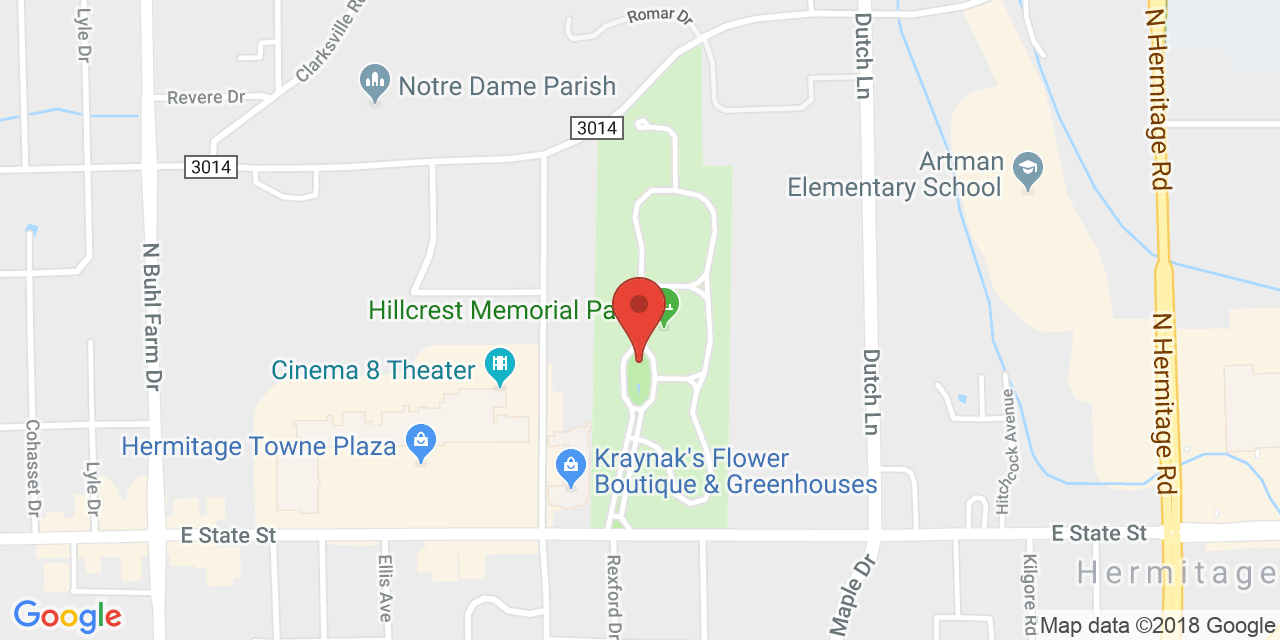 Romar Dr
Lyle Dr
Clarksville R
Dutch Ln
N Hermitage Rd
Notre Dame Parish
Revere Dr
3014
3014
Artman
Elementary School
N Buhl Farm Dr
Hillcrest Memorial Pa
N Hermitage Rd
Cinema 8 Theater
Dutch Ln
Hitchcock Avenue
Cohasset Dr
Lyle Dr
Hermitage Towne Plaza
Kraynak's Flower
Boutique & Greenhouses
E State St
E State St
Ellis Ave
Rexford Dr
Maple Dr
Kilgore Rd
Hermitage
Google
Map data ©2018 Google